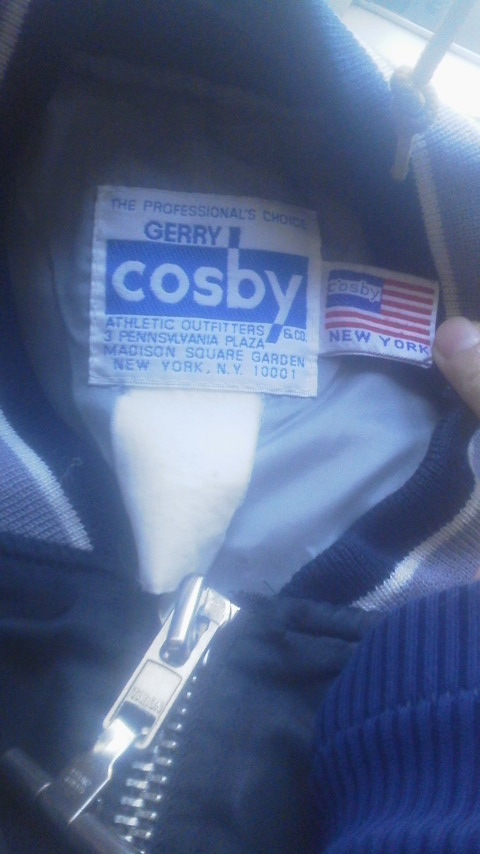 THE PROFESSIONAL'S CHOICE
GERRY
cosby
ATHLETIC OUTFITTERS & CO.
3 PENNSYLVANIA PLAZA
MADISON SQUARE GARDEN
NEW YORK, N.Y. 10001
cosby
NEW YORK